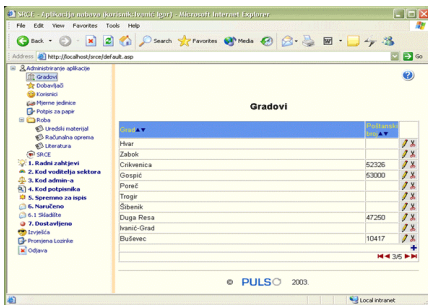 SRCE - Aplikacija nabava (korisnik:lovric_igor) - Microsoft Internet Explorer
File Edit View Favorites Tools Help
Back Search Favorites Media
Address http://localhost/srce/default.asp Go
Administriranje aplikacije
Gradovi
Dobavljači
Korisnici
Mjerne jedinice
Potpis za papir
Roba
Uredski materijal
Računalna oprema
Literatura
SRCE
1. Radni zahtjevi
2. Kod voditelja sektora
3. Kod admin-a
4. Kod potpisnika
5. Spremno za ispis
6. Naručeno
6.1 Skladište
7. Dostavljeno
Izvješća
Promjena Lozinke
Odjava
Gradovi
Grad Poštanski broj
Hvar
Zabok
Crikvenica 52326
Gospić 53000
Poreč
Trogir
Šibenik
Duga Resa 47250
Ivanić-Grad
Buševec 10417
3/5
© PULSO 2003.
Local intranet